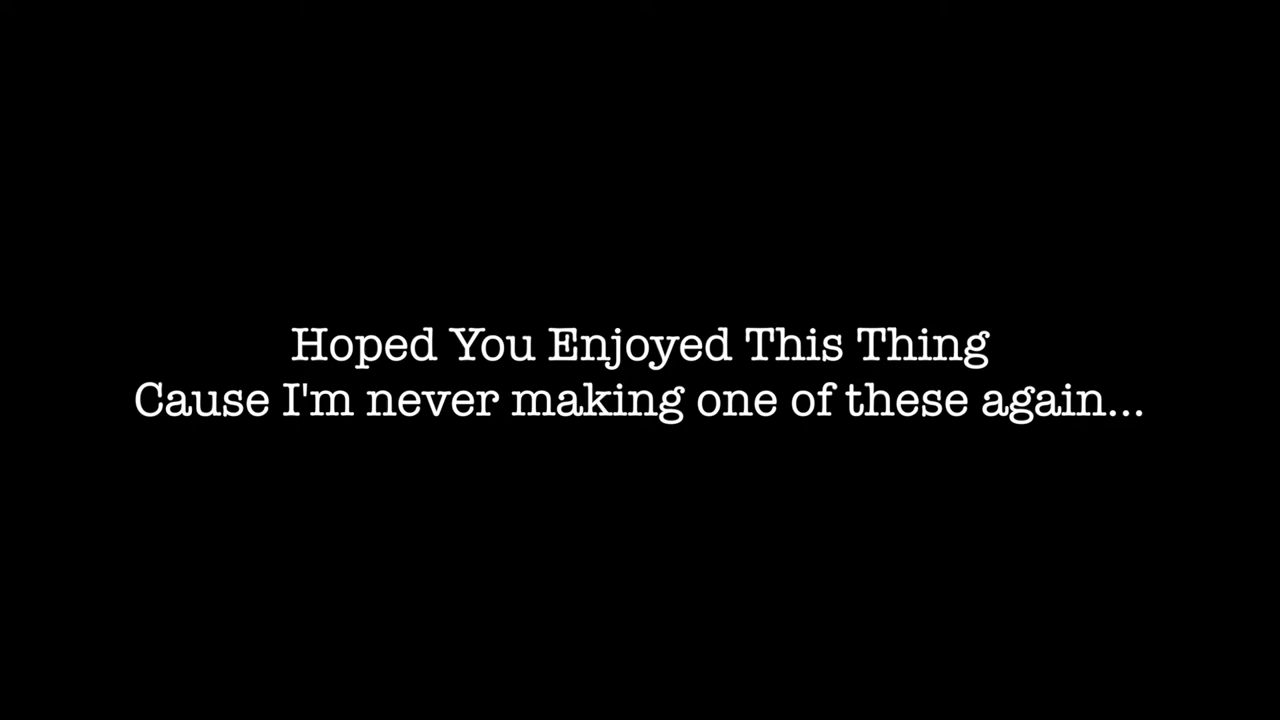 Hoped You Enjoyed This Thing
Cause I'm never making one of these again...